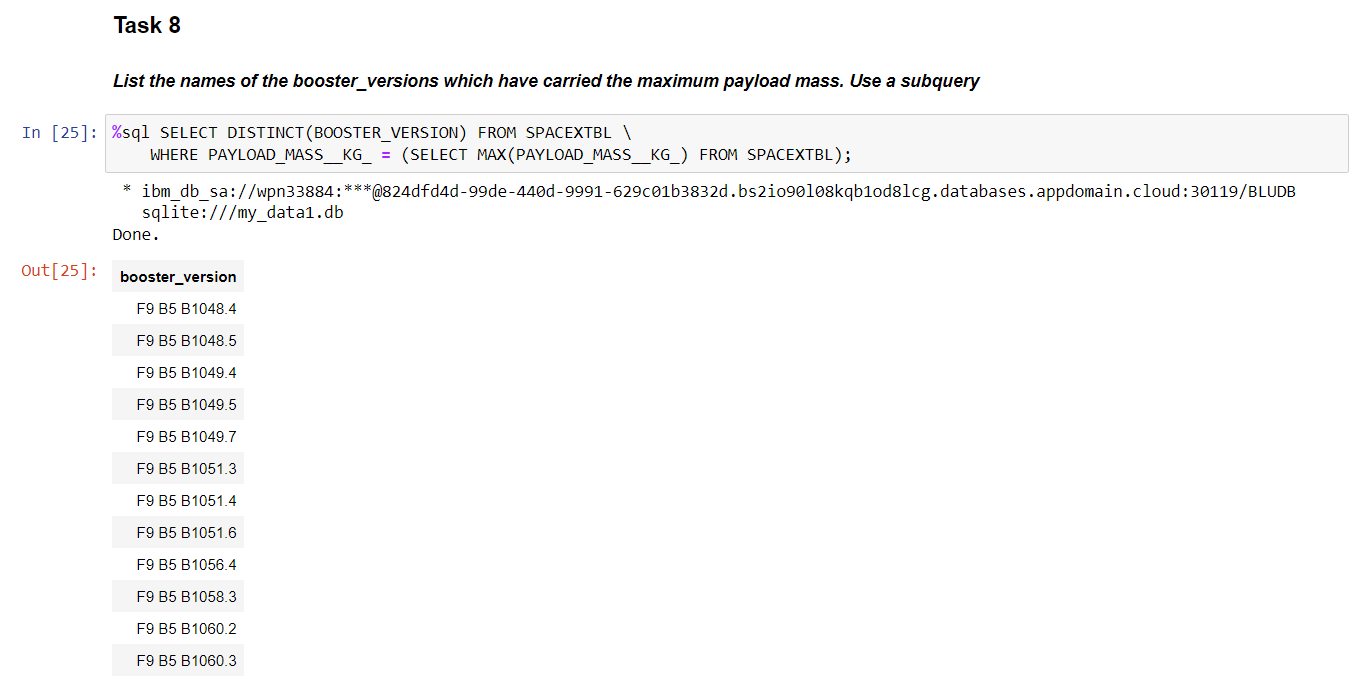 Task 8
List the names of the booster_versions which have carried the maximum payload mass. Use a subquery
In [25]: %sql SELECT DISTINCT(BOOSTER_VERSION) FROM SPACEXTBL \
WHERE PAYLOAD_MASS__KG_ = (SELECT MAX(PAYLOAD_MASS__KG_) FROM SPACEXTBL);
* ibm_db_sa://wpn33884:***@824dfd4d-99de-440d-9991-629c01b3832d.bs2io90l08kqb1od8lcg.databases.appdomain.cloud:30119/BLUDB
sqlite:///my_data1.db
Done.
Out[25]: booster_version
F9 B5 B1048.4
F9 B5 B1048.5
F9 B5 B1049.4
F9 B5 B1049.5
F9 B5 B1049.7
F9 B5 B1051.3
F9 B5 B1051.4
F9 B5 B1051.6
F9 B5 B1056.4
F9 B5 B1058.3
F9 B5 B1060.2
F9 B5 B1060.3